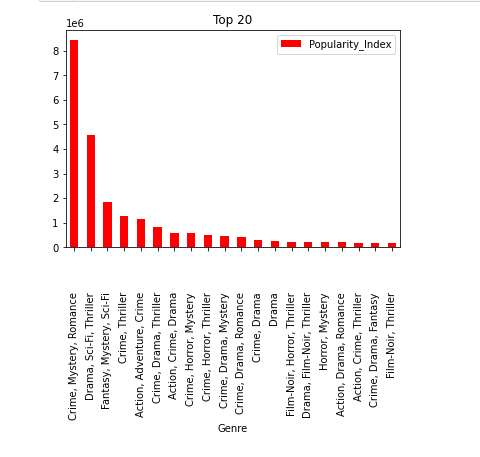 Top 20
1e6
Popularity_Index
8
7
6
5
4
3
2
1
0
Crime, Mystery, Romance
Drama, Sci-Fi, Thriller
Fantasy, Mystery, Sci-Fi
Crime, Thriller
Action, Adventure, Crime
Crime, Drama, Thriller
Action, Crime, Drama
Crime, Horror, Mystery
Crime, Horror, Thriller
Crime, Drama, Mystery
Crime, Drama, Romance
Crime, Drama
Drama
Film-Noir, Horror, Thriller
Drama, Film-Noir, Thriller
Horror, Mystery
Action, Drama, Romance
Action, Crime, Thriller
Crime, Drama, Fantasy
Film-Noir, Thriller
Genre